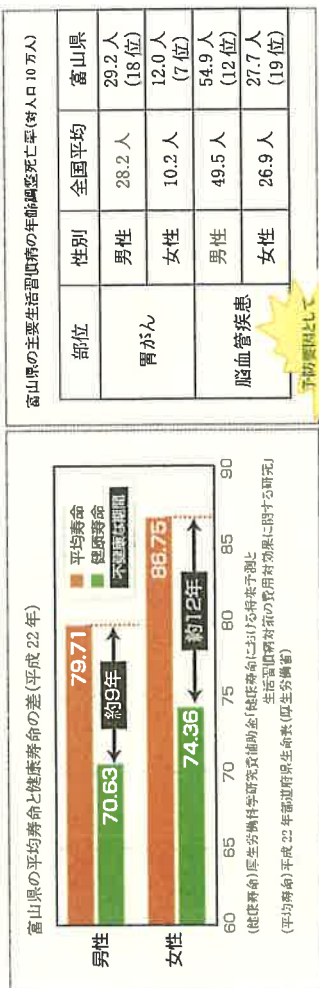 富山県の平均寿命と健康寿命の差(平成22年)
平均寿命
健康寿命
不健康な期間
男性
79.71
約9年
70.63
女性
86.75
約12年
74.36
60 65 70 75 80 85 90
(健康寿命)厚生労働科学研究費補助金「健康寿命における将来予測と
生活習慣病対策の費用対効果に関する研究」
(平均寿命)平成22年都道府県生命表(厚生労働省)
富山県の主要生活習慣病の年齢調整死亡率(対人口10万人)
部位 性別 全国平均 富山県
胃がん 男性 28.2人 29.2人
(18位)
女性 10.2人 12.0人
(7位)
脳血管疾患 男性 49.5人 54.9人
(12位)
女性 26.9人 27.7人
(19位)
予防要因として